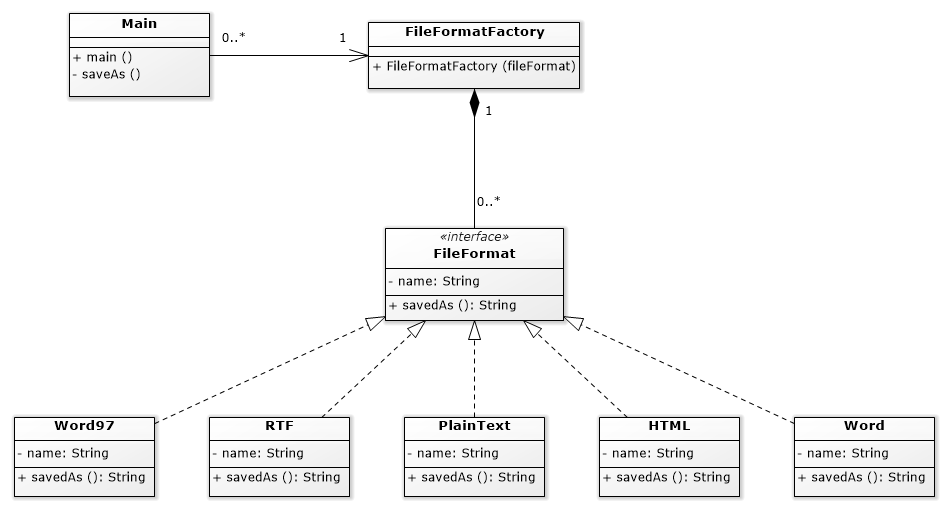 Main
+ main ()
- saveAs ()
0..*
1
FileFormatFactory
+ FileFormatFactory (fileFormat)
1
0..*
«interface»
FileFormat
- name: String
+ savedAs (): String
Word97
- name: String
+ savedAs (): String
RTF
- name: String
+ savedAs (): String
PlainText
- name: String
+ savedAs (): String
HTML
- name: String
+ savedAs (): String
Word
- name: String
+ savedAs (): String